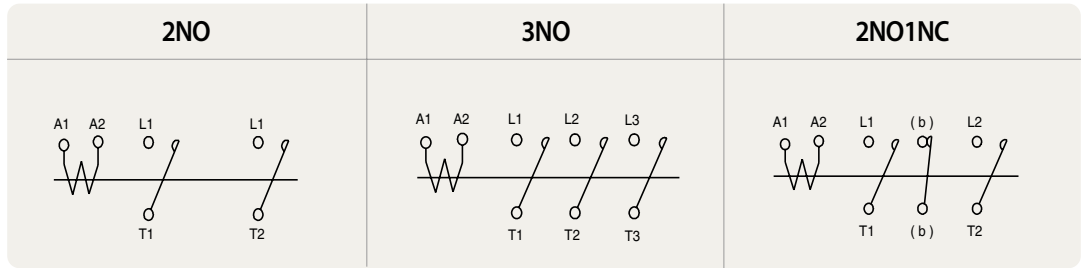 2NO 3NO 2NO1NC
A1 A2 L1 L1
T1 T2
A1 A2 L1 L2 L3
T1 T2 T3
A1 A2 L1 ( b ) L2
T1 ( b ) T2